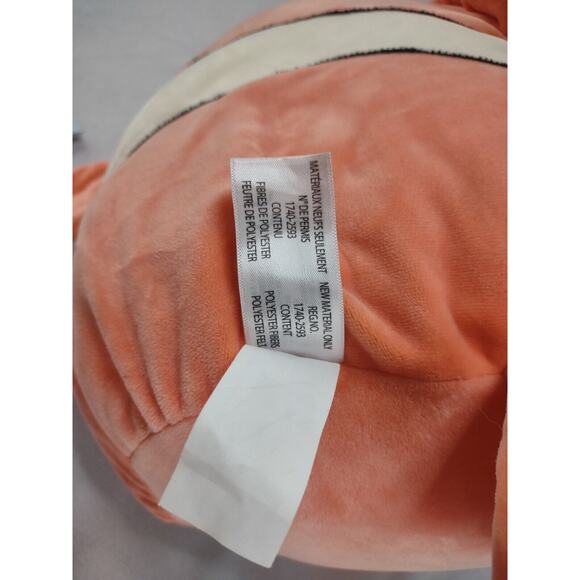 MATÉRIAUX NEUFS SEULEMENT
N° DE PERMIS
1740-2593
CONTENU
FIBRES DE POLYESTER
FEUTRE DE POLYESTER
NEW MATERIAL ONLY
REG.NO.
1740-2593
CONTENT
POLYESTER FIBERS
POLYESTER FELT